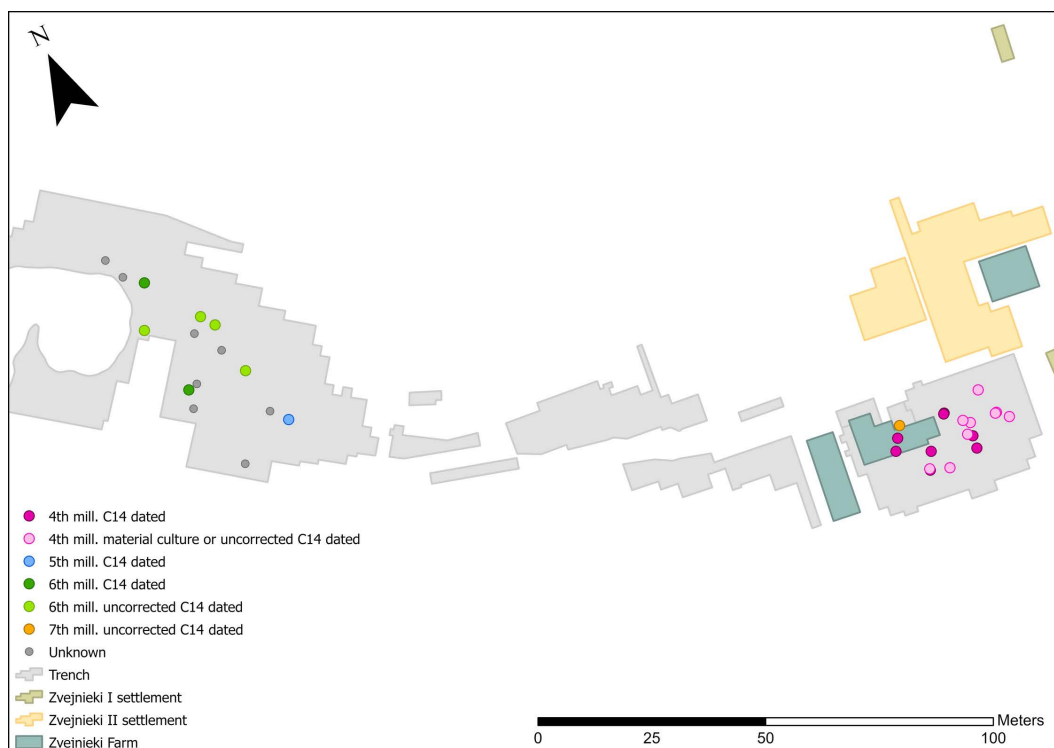 N
4th mill. C14 dated
4th mill. material culture or uncorrected C14 dated
5th mill. C14 dated
6th mill. C14 dated
6th mill. uncorrected C14 dated
7th mill. uncorrected C14 dated
Unknown
Trench
Zvejnieki I settlement
Zvejnieki II settlement
Zvejnieki Farm
Meters
0 25 50 100